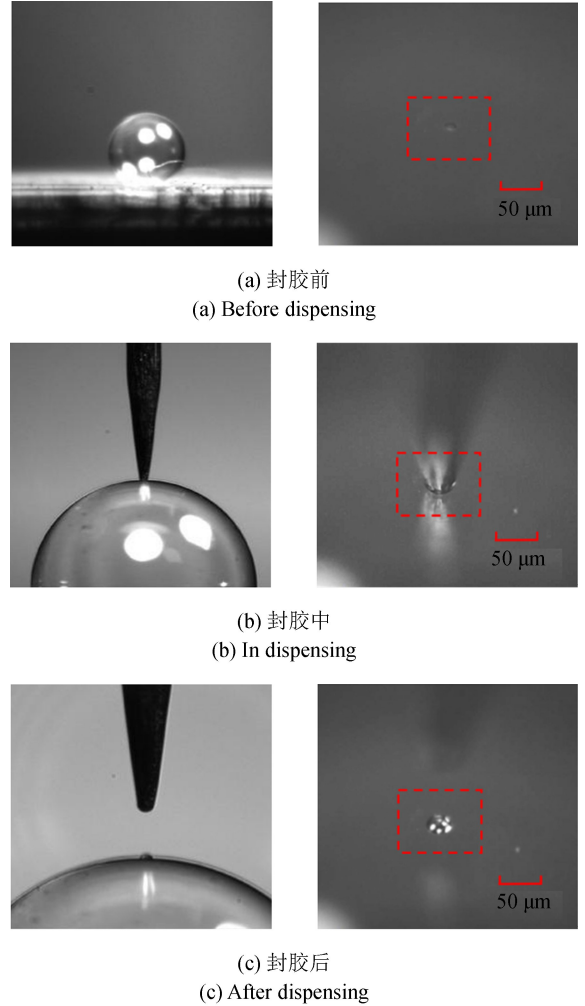 50 μm
(a) 封胶前
(a) Before dispensing
50 μm
(b) 封胶中
(b) In dispensing
50 μm
(c) 封胶后
(c) After dispensing